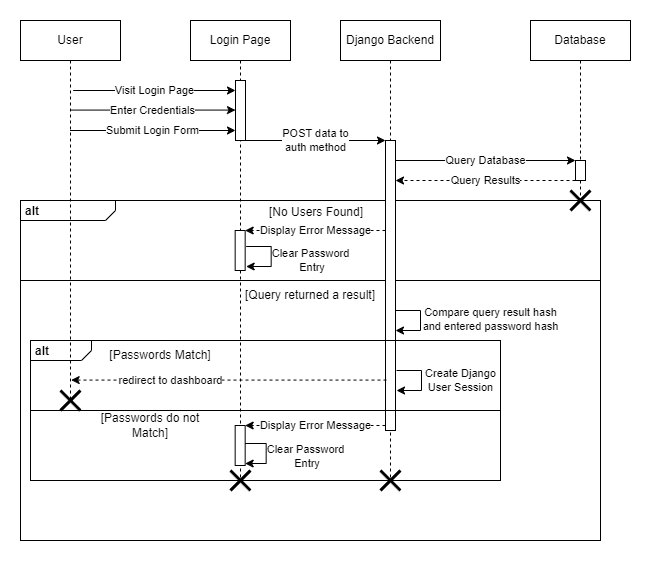 User
Login Page
Django Backend
Database
Visit Login Page
Enter Credentials
Submit Login Form
POST data to
auth method
Query Database
Query Results
alt
[No Users Found]
Display Error Message
Clear Password
Entry
[Query returned a result]
Compare query result hash
and entered password hash
alt
[Passwords Match]
Create Django
User Session
redirect to dashboard
[Passwords do not
Match]
Display Error Message
Clear Password
Entry